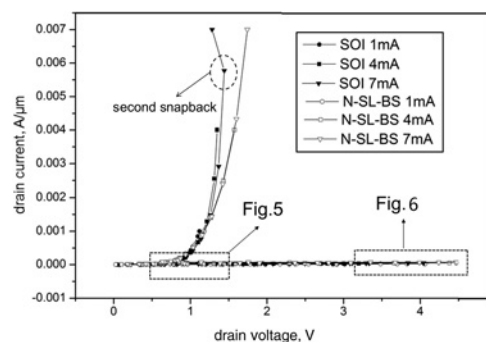 0.007
0.006
0.005
0.004
0.003
0.002
0.001
0.000
-0.001
drain current, A/μm
second snapback
SOI 1mA
SOI 4mA
SOI 7mA
N-SL-BS 1mA
N-SL-BS 4mA
N-SL-BS 7mA
Fig.5
Fig.6
0 1 2 3 4
drain voltage, V